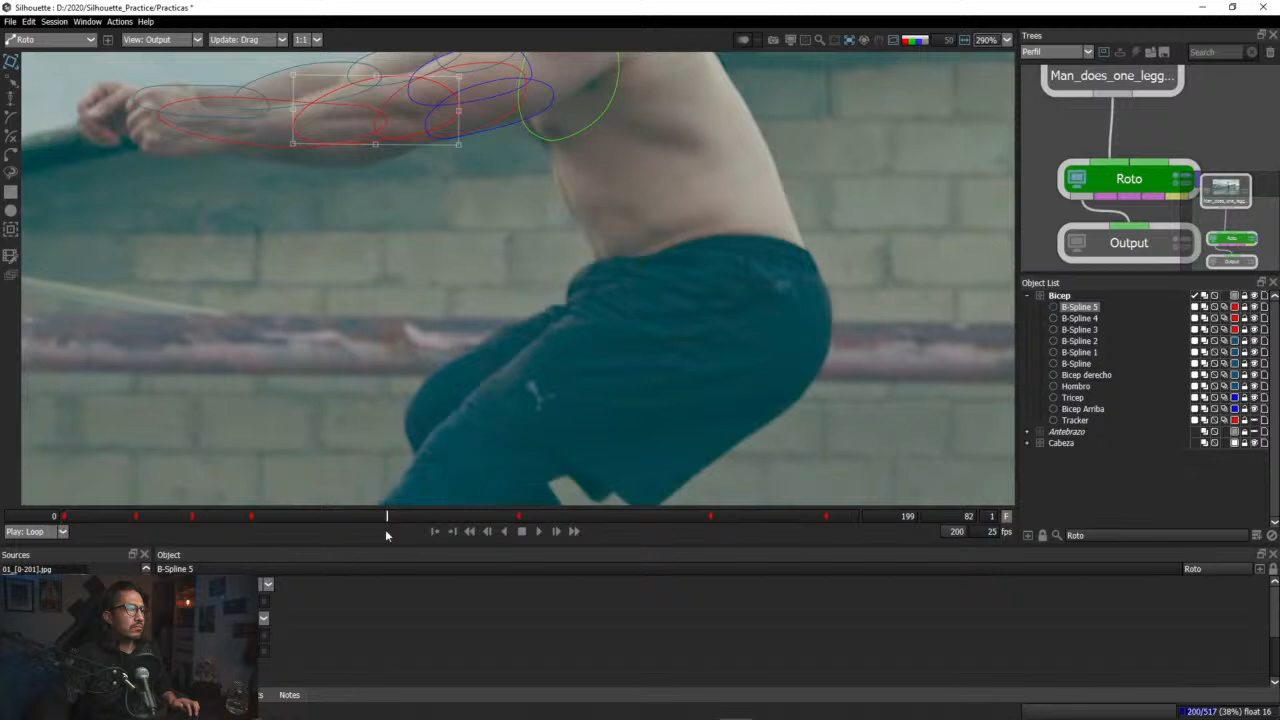 Silhouette : D:/2020/Silhouette_Practice/Practicas *
File Edit Session Window Actions Help
Roto View: Output Update: Drag 1:1 50 290%
Trees
Perfil Search
Man_does_one_legg...
Roto
Output
Roto
Output
Object List
Bicep
B-Spline 5
B-Spline 4
B-Spline 3
B-Spline 2
B-Spline 1
B-Spline
Bicep derecho
Hombro
Tricep
Bicep Arriba
Tracker
Antebrazo
Cabeza
0 199 82 1 F
Play: Loop 200 25 fps
Roto
Sources Object
01_[0-201].jpg B-Spline 5 Roto
Notes
200/517 (38%) float 16